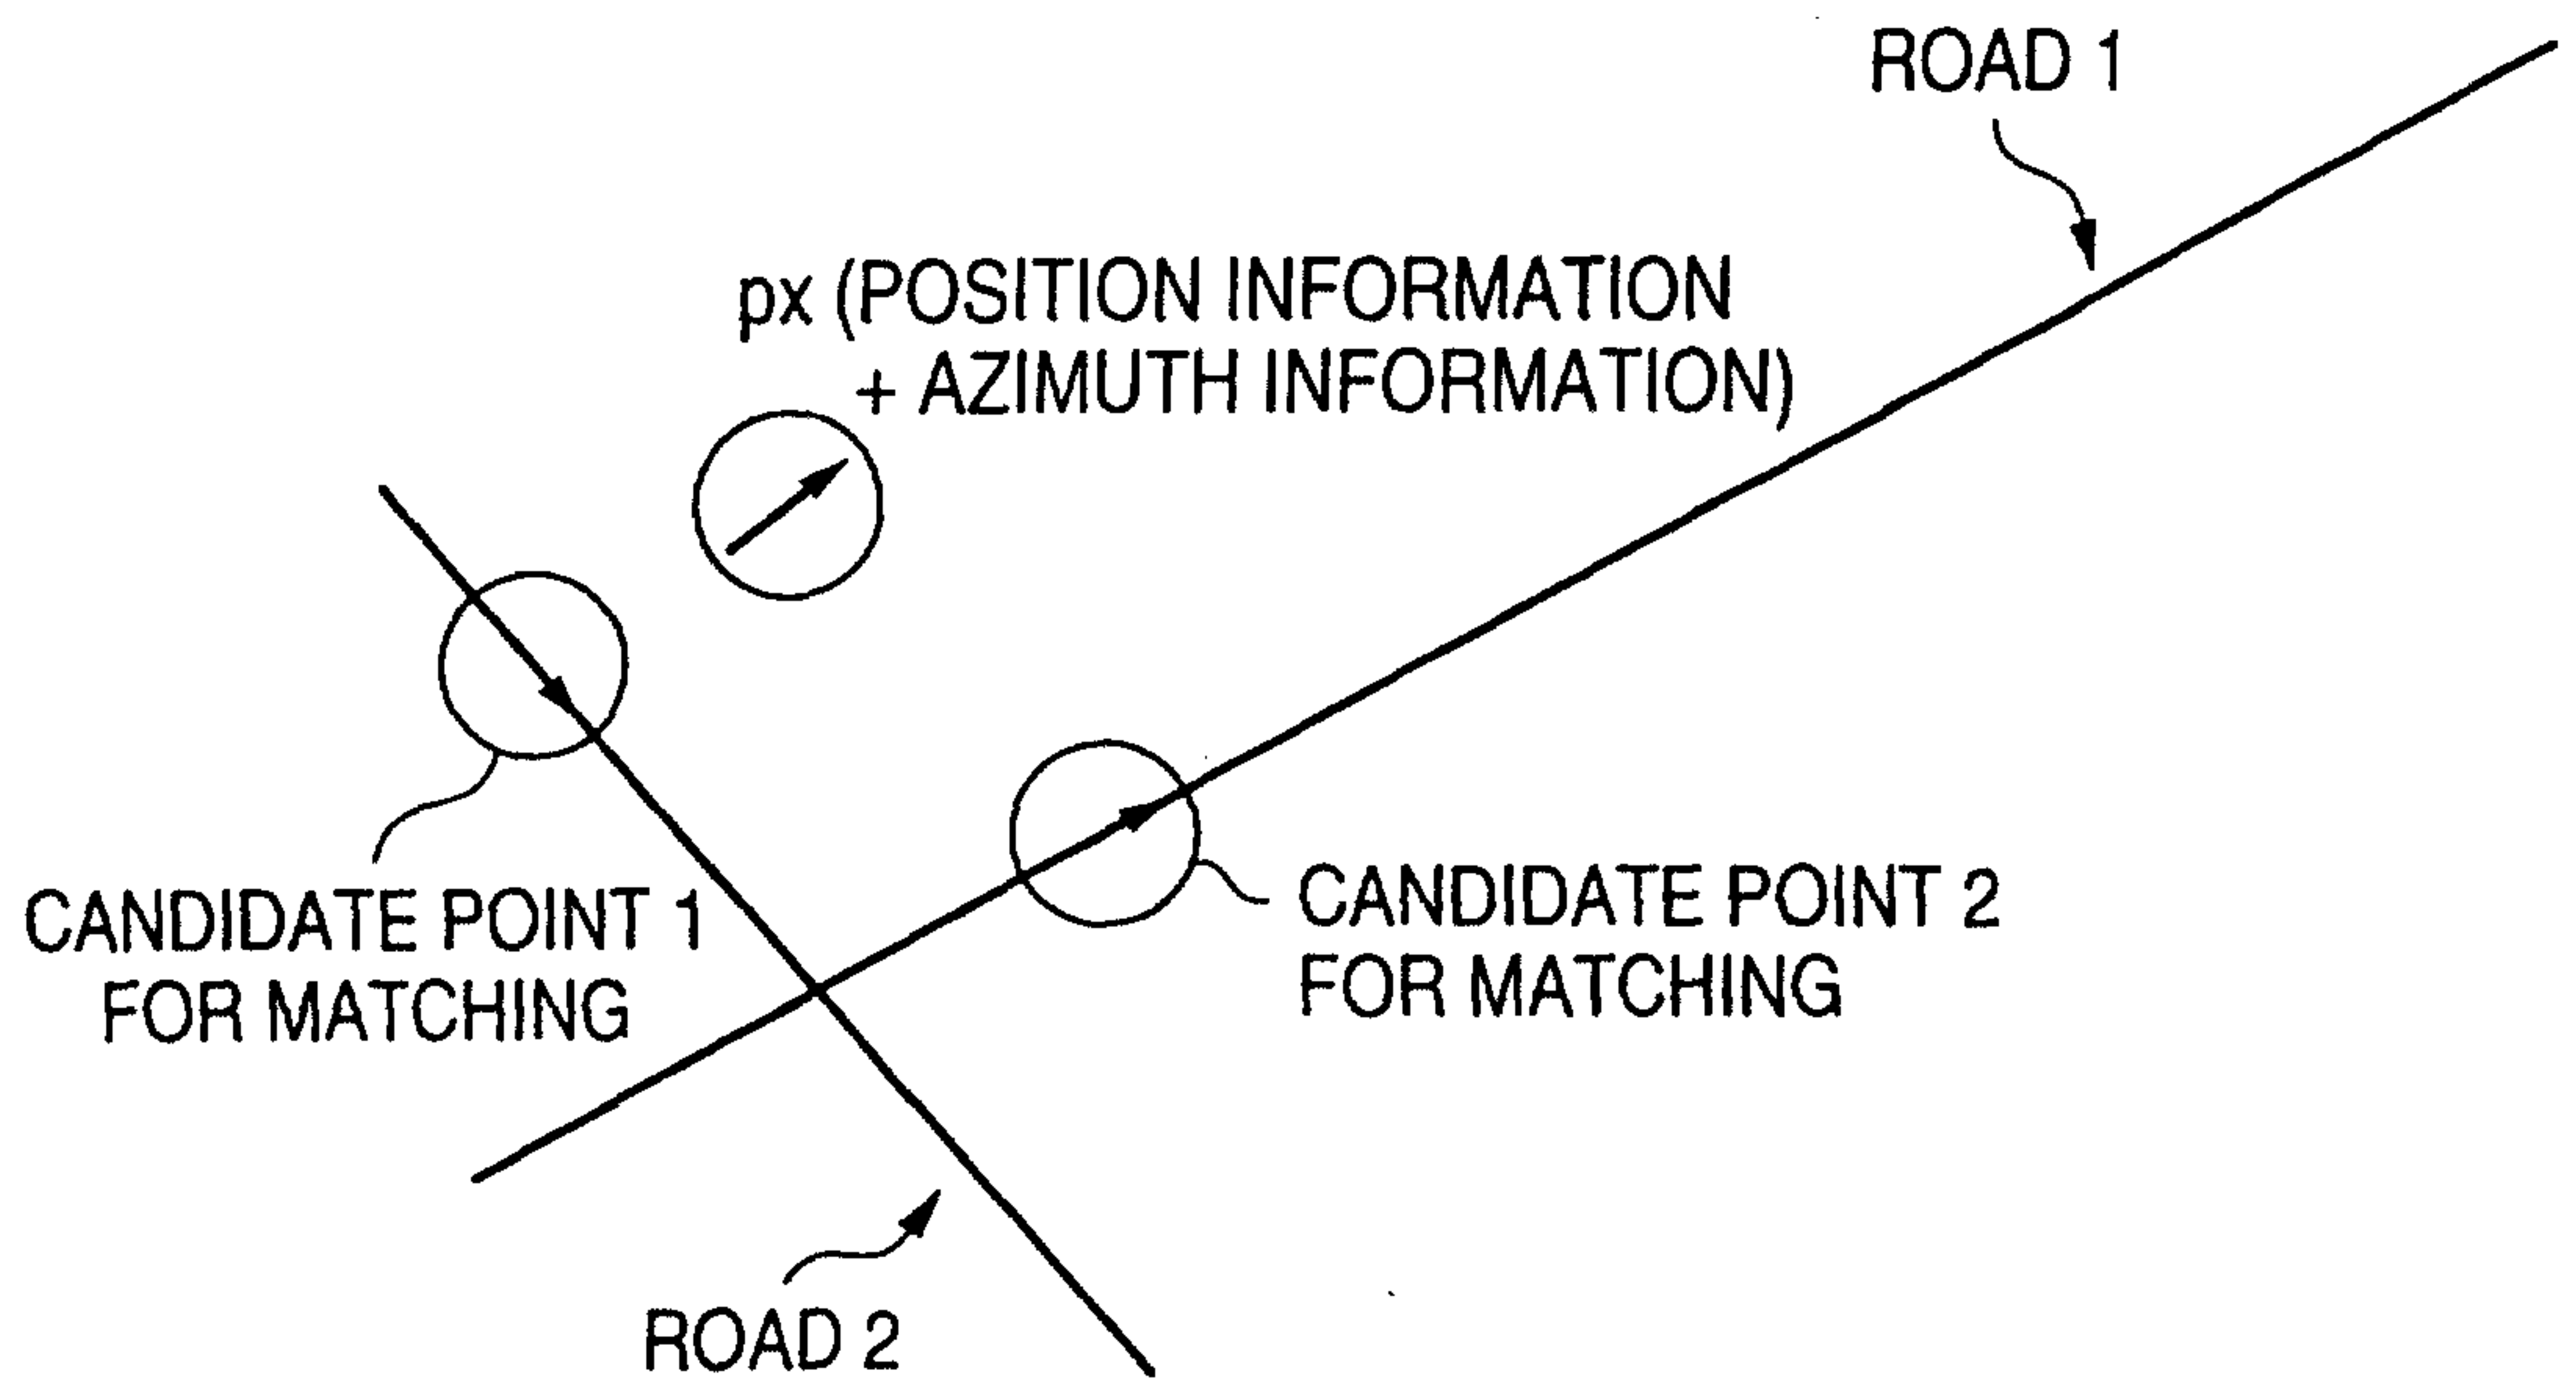 ROAD 1
px (POSITION INFORMATION
+ AZIMUTH INFORMATION)
CANDIDATE POINT 1
FOR MATCHING
CANDIDATE POINT 2
FOR MATCHING
ROAD 2